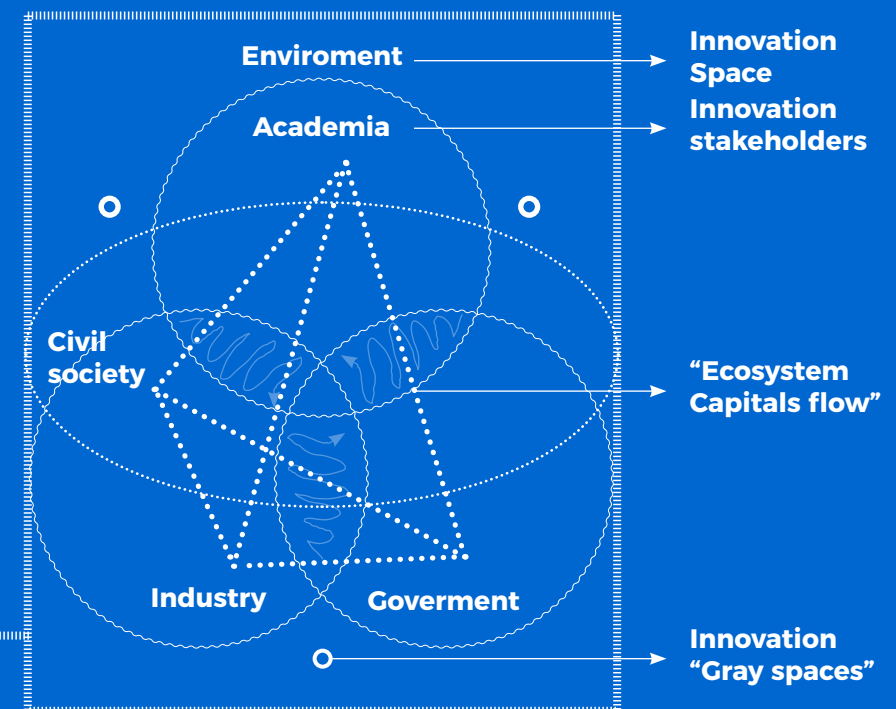 Enviroment
Innovation
Space
Academia
Innovation
stakeholders
Civil
society
“Ecosystem
Capitals flow”
Industry
Goverment
Innovation
“Gray spaces”